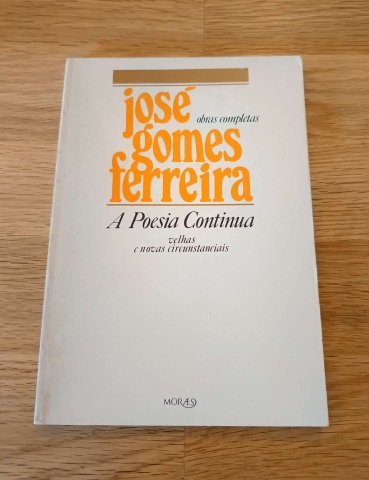 josé
obras completas
gomes
ferreira
A Poesia Continua
velhas
e novas circunstanciais
MORÆS